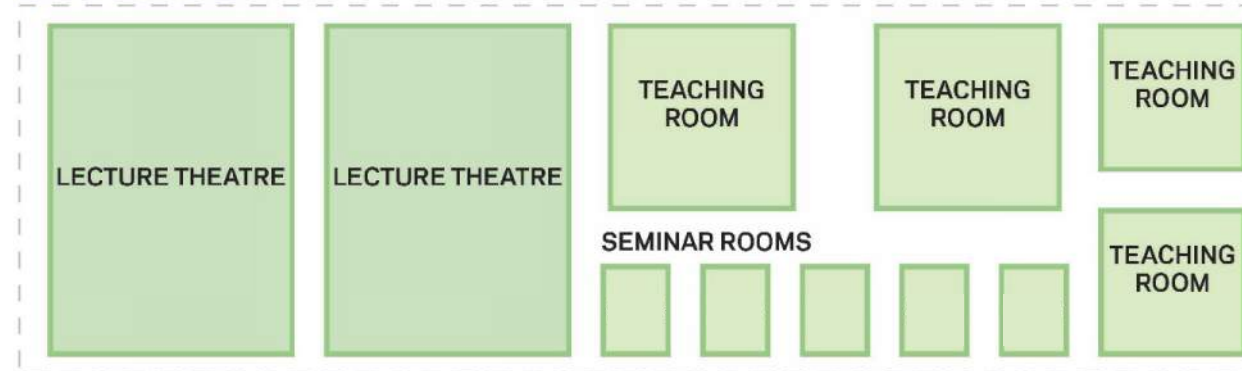 LECTURE THEATRE
LECTURE THEATRE
TEACHING
ROOM
TEACHING
ROOM
TEACHING
ROOM
SEMINAR ROOMS
TEACHING
ROOM